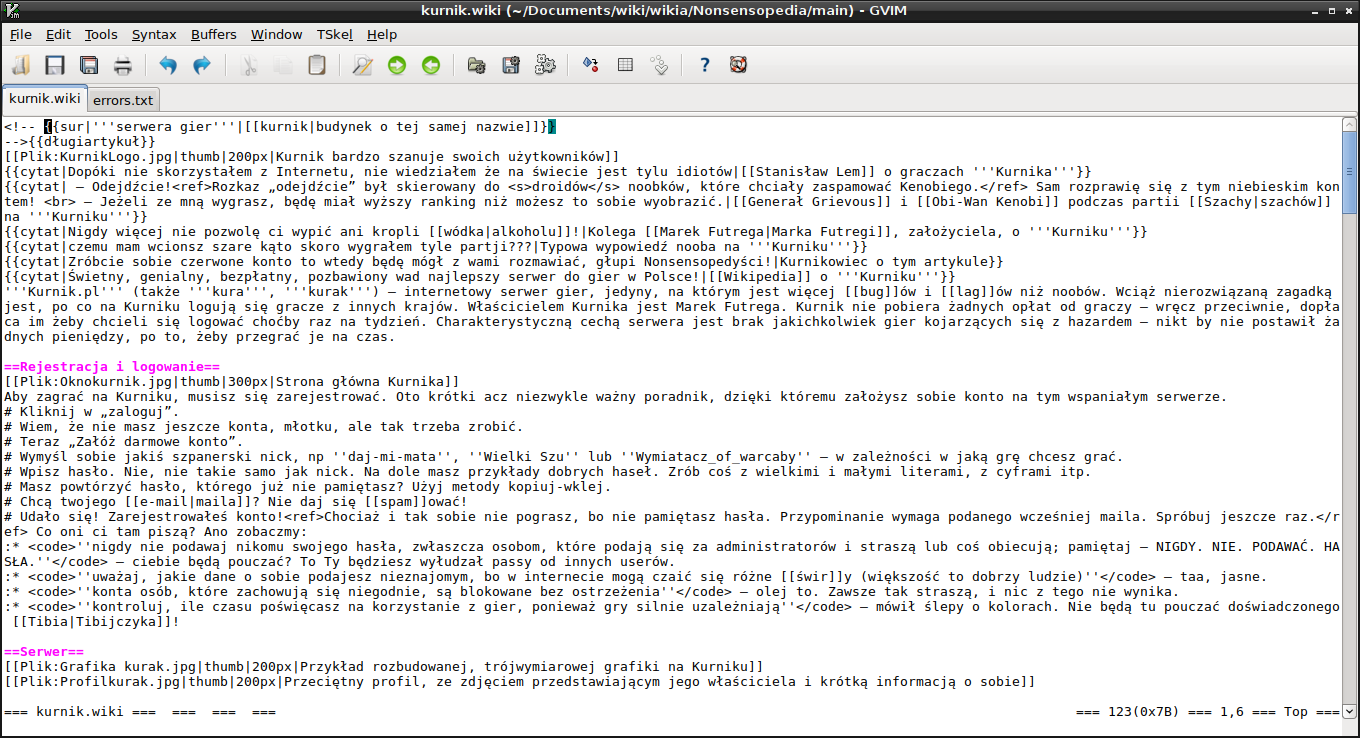 kurnik.wiki (~/Documents/wiki/wikia/Nonsensopedia/main) - GVIM
File Edit Tools Syntax Buffers Window TSkel Help
kurnik.wiki errors.txt
<!-- {{sur|'''serwera gier'''|[[kurnik|budynek o tej samej nazwie]]}}
-->{{długiartykuł}}
[[Plik:KurnikLogo.jpg|thumb|200px|Kurnik bardzo szanuje swoich użytkowników]]
{{cytat|Dopóki nie skorzystałem z Internetu, nie wiedziałem że na świecie jest tylu idiotów|[[Stanisław Lem]] o graczach '''Kurnika'''}}
{{cytat| – Odejdźcie!<ref>Rozkaz „odejdźcie” był skierowany do <s>droidów</s> noobków, które chciały zaspamować Kenobiego.</ref> Sam rozprawię się z tym niebieskim kon
tem! <br> – Jeżeli ze mną wygrasz, będę miał wyższy ranking niż możesz to sobie wyobrazić.|[[Generał Grievous]] i [[Obi-Wan Kenobi]] podczas partii [[Szachy|szachów]]
na '''Kurniku'''}}
{{cytat|Nigdy więcej nie pozwolę ci wypić ani kropli [[wódka|alkoholu]]!|Kolega [[Marek Futrega|Marka Futregi]], założyciela, o '''Kurniku'''}}
{{cytat|czemu mam wcionsz szare kąto skoro wygrałem tyle partji???|Typowa wypowiedź nooba na '''Kurniku'''}}
{{cytat|Zróbcie sobie czerwone konto to wtedy będę mógł z wami rozmawiać, głupi Nonsensopedyści!|Kurnikowiec o tym artykule}}
{{cytat|Świetny, genialny, bezpłatny, pozbawiony wad najlepszy serwer do gier w Polsce!|[[Wikipedia]] o '''Kurniku'''}}
'''Kurnik.pl''' (także '''kura''', '''kurak''') – internetowy serwer gier, jedyny, na którym jest więcej [[bug]]ów i [[lag]]ów niż noobów. Wciąż nierozwiązaną zagadką
jest, po co na Kurniku logują się gracze z innych krajów. Właścicielem Kurnika jest Marek Futrega. Kurnik nie pobiera żadnych opłat od graczy – wręcz przeciwnie, dopła
ca im żeby chcieli się logować choćby raz na tydzień. Charakterystyczną cechą serwera jest brak jakichkolwiek gier kojarzących się z hazardem – nikt by nie postawił ża
dnych pieniędzy, po to, żeby przegrać je na czas.
==Rejestracja i logowanie==
[[Plik:Oknokurnik.jpg|thumb|300px|Strona główna Kurnika]]
Aby zagrać na Kurniku, musisz się zarejestrować. Oto krótki acz niezwykle ważny poradnik, dzięki któremu założysz sobie konto na tym wspaniałym serwerze.
# Kliknij w „zaloguj”.
# Wiem, że nie masz jeszcze konta, młotku, ale tak trzeba zrobić.
# Teraz „Załóż darmowe konto”.
# Wymyśl sobie jakiś szpanerski nick, np ''daj-mi-mata'', ''Wielki Szu'' lub ''Wymiatacz_of_warcaby'' – w zależności w jaką grę chcesz grać.
# Wpisz hasło. Nie, nie takie samo jak nick. Na dole masz przykłady dobrych haseł. Zrób coś z wielkimi i małymi literami, z cyframi itp.
# Masz powtórzyć hasło, którego już nie pamiętasz? Użyj metody kopiuj-wklej.
# Chcą twojego [[e-mail|maila]]? Nie daj się [[spam]]ować!
# Udało się! Zarejestrowałeś konto!<ref>Chociaż i tak sobie nie pograsz, bo nie pamiętasz hasła. Przypominanie wymaga podanego wcześniej maila. Spróbuj jeszcze raz.</r
ef> Co oni ci tam piszą? Ano zobaczmy:
:* <code>''nigdy nie podawaj nikomu swojego hasła, zwłaszcza osobom, które podają się za administratorów i straszą lub coś obiecują; pamiętaj – NIGDY. NIE. PODAWAĆ. HA
SŁA.''</code> – ciebie będą pouczać? To Ty będziesz wyłudzał passy od innych userów.
:* <code>''uważaj, jakie dane o sobie podajesz nieznajomym, bo w internecie mogą czaić się różne [[świr]]y (większość to dobrzy ludzie)''</code> – taa, jasne.
:* <code>''konta osób, które zachowują się niegodnie, są blokowane bez ostrzeżenia''</code> – olej to. Zawsze tak straszą, i nic z tego nie wynika.
:* <code>''kontroluj, ile czasu poświęcasz na korzystanie z gier, ponieważ gry silnie uzależniają''</code> – mówił ślepy o kolorach. Nie będą tu pouczać doświadczonego
[[Tibia|Tibijczyka]]!
==Serwer==
[[Plik:Grafika kurak.jpg|thumb|200px|Przykład rozbudowanej, trójwymiarowej grafiki na Kurniku]]
[[Plik:Profilkurak.jpg|thumb|200px|Przeciętny profil, ze zdjęciem przedstawiającym jego właściciela i krótką informacją o sobie]]
=== kurnik.wiki === === === === === 123(0x7B) === 1,6 === Top ===